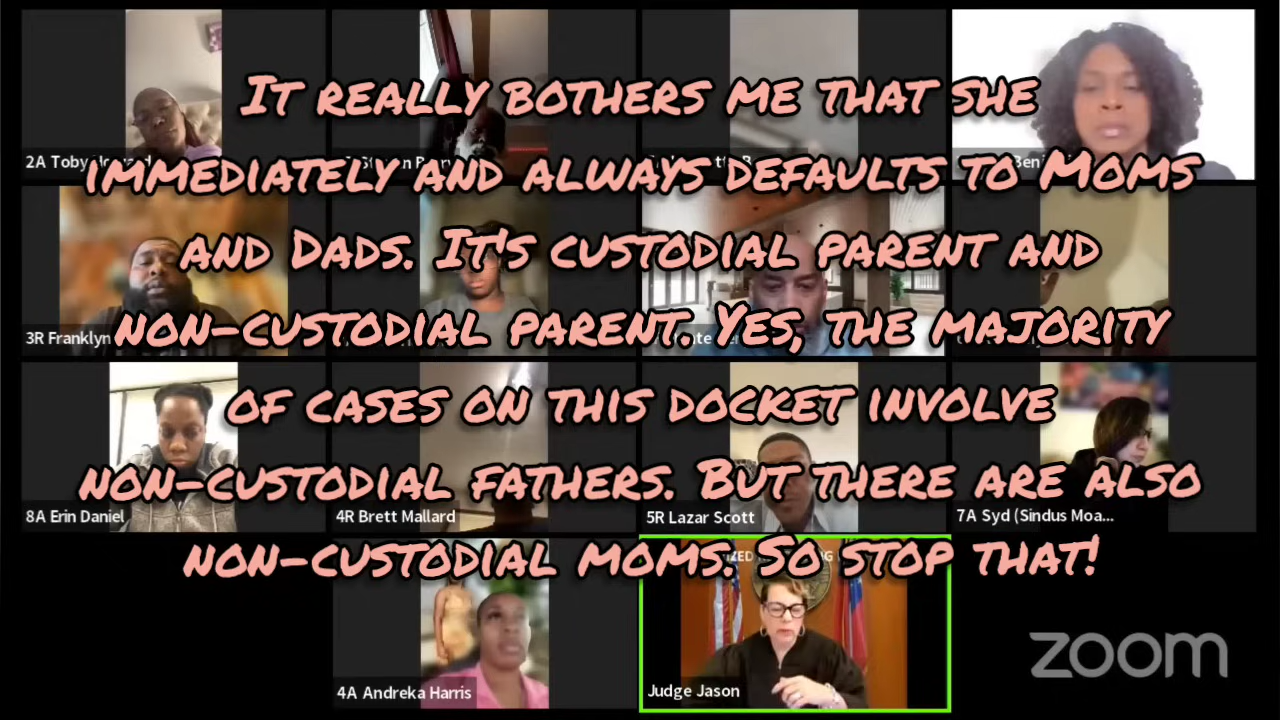 It really bothers me that she
2A Toby
immediately and always defaults to Moms
and Dads. It's custodial parent and
3R Franklyn
non-custodial parent. Yes, the majority
of cases on this docket involve
non-custodial fathers. But there are also
8A Erin Daniel
4R Brett Mallard
5R Lazar Scott
7A Syd (Sindus Moa...
non-custodial moms. So stop that!
4A Andreka Harris
Judge Jason
zoom